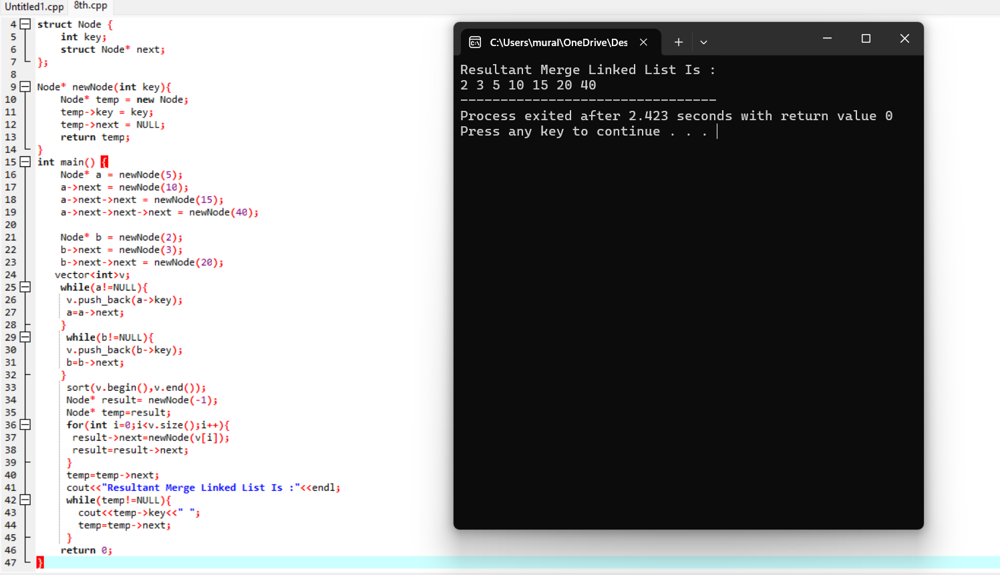 Untitled1.cpp 8th.cpp
4 struct Node {
5 int key;
6 struct Node* next;
7 };
8
9 Node* newNode(int key){
10 Node* temp = new Node;
11 temp->key = key;
12 temp->next = NULL;
13 return temp;
14 }
15 int main() {
16 Node* a = newNode(5);
17 a->next = newNode(10);
18 a->next->next = newNode(15);
19 a->next->next->next = newNode(40);
20
21 Node* b = newNode(2);
22 b->next = newNode(3);
23 b->next->next = newNode(20);
24 vector<int>v;
25 while(a!=NULL){
26 v.push_back(a->key);
27 a=a->next;
28 }
29 while(b!=NULL){
30 v.push_back(b->key);
31 b=b->next;
32 }
33 sort(v.begin(),v.end());
34 Node* result= newNode(-1);
35 Node* temp=result;
36 for(int i=0;i<v.size();i++){
37 result->next=newNode(v[i]);
38 result=result->next;
39 }
40 temp=temp->next;
41 cout<<"Resultant Merge Linked List Is :"<<endl;
42 while(temp!=NULL){
43 cout<<temp->key<<" ";
44 temp=temp->next;
45 }
46 return 0;
47 }
C:\Users\mural\OneDrive\Des
Resultant Merge Linked List Is :
2 3 5 10 15 20 40
--------------------------------
Process exited after 2.423 seconds with return value 0
Press any key to continue . . .